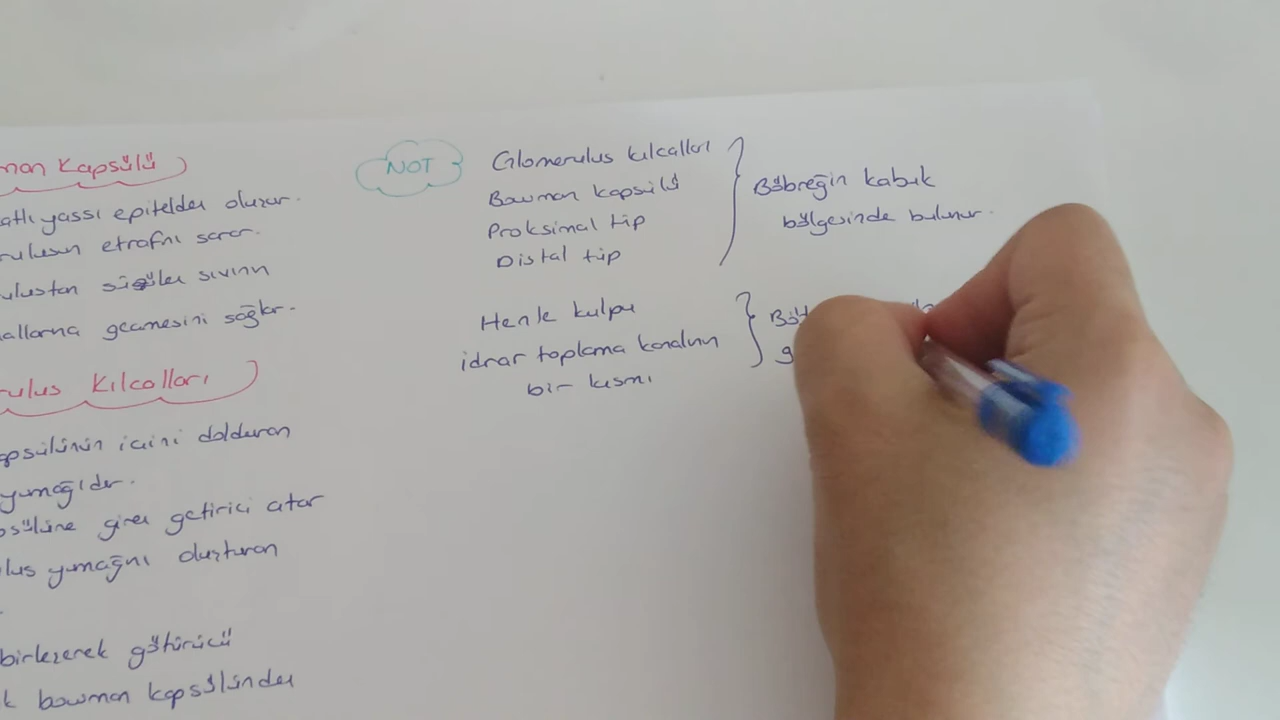 man Kapsülü
atlı yassı epitelden oluşur.
rulusun etrafını sarar.
ulustan süzülen sıvının
allarına geçmesini sağlar.
rulus Kılcalları
apsülünün içini dolduran
yumağıdır.
psülüne giren getirici atar
lus yumağını oluşturan
birleşerek götürücü
k bowman kapsülünden
NOT
Glomerulus kılcalları
Bowman kapsülü
Proksimal tüp
Distal tüp
Böbreğin kabuk
bölgesinde bulunur.
Henle kulpu
idrar toplama kanalının
bir kısmı